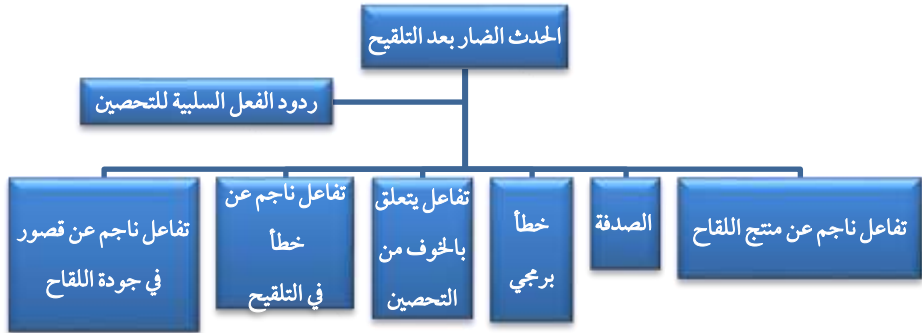 الحدث الضار بعد التلقيح
ردود الفعل السلبية للتحصين
تفاعل ناجم عن منتج اللقاح
الصدفة
خطأ
برمجي
تفاعل يتعلق
بالخوف من
التحصين
تفاعل ناجم عن
خطأ
في التلقيح
تفاعل ناجم عن قصور
في جودة اللقاح